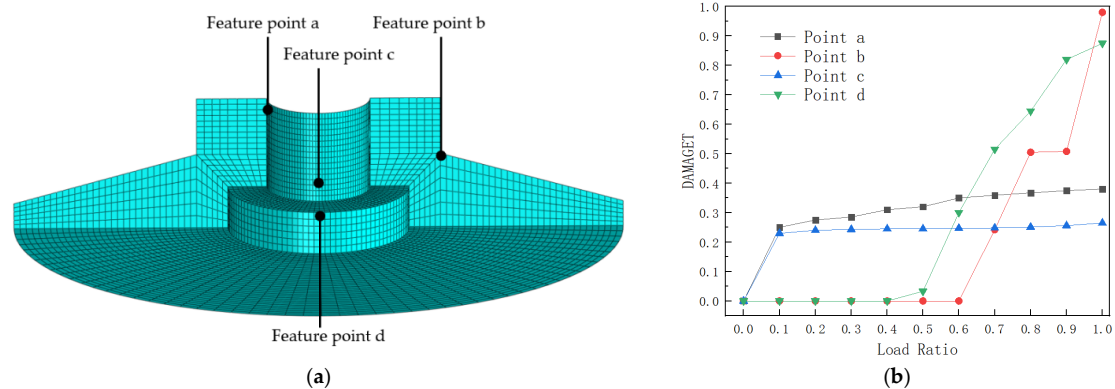 Feature point a
Feature point b
Feature point c
Feature point d
(a)
1.0
0.9
0.8
0.7
0.6
0.5
0.4
0.3
0.2
0.1
0.0
DAMAGET
Point a
Point b
Point c
Point d
0.0 0.1 0.2 0.3 0.4 0.5 0.6 0.7 0.8 0.9 1.0
Load Ratio
(b)